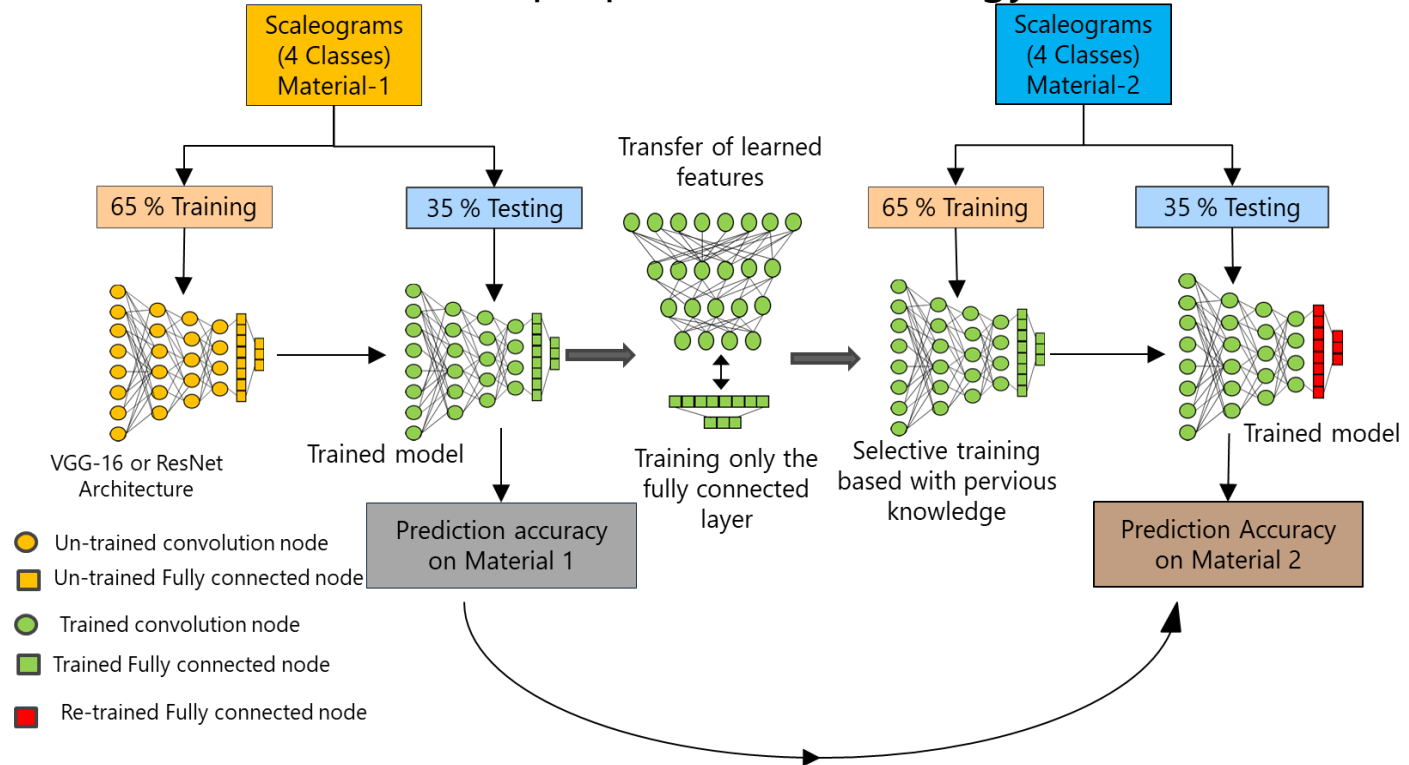 Scaleograms
(4 Classes)
Material-1
Scaleograms
(4 Classes)
Material-2
65 % Training
35 % Testing
Transfer of learned
features
65 % Training
35 % Testing
VGG-16 or ResNet
Architecture
Trained model
Training only the
fully connected
layer
Selective training
based with pervious
knowledge
Trained model
Prediction accuracy
on Material 1
Prediction Accuracy
on Material 2
Un-trained convolution node
Un-trained Fully connected node
Trained convolution node
Trained Fully connected node
Re-trained Fully connected node